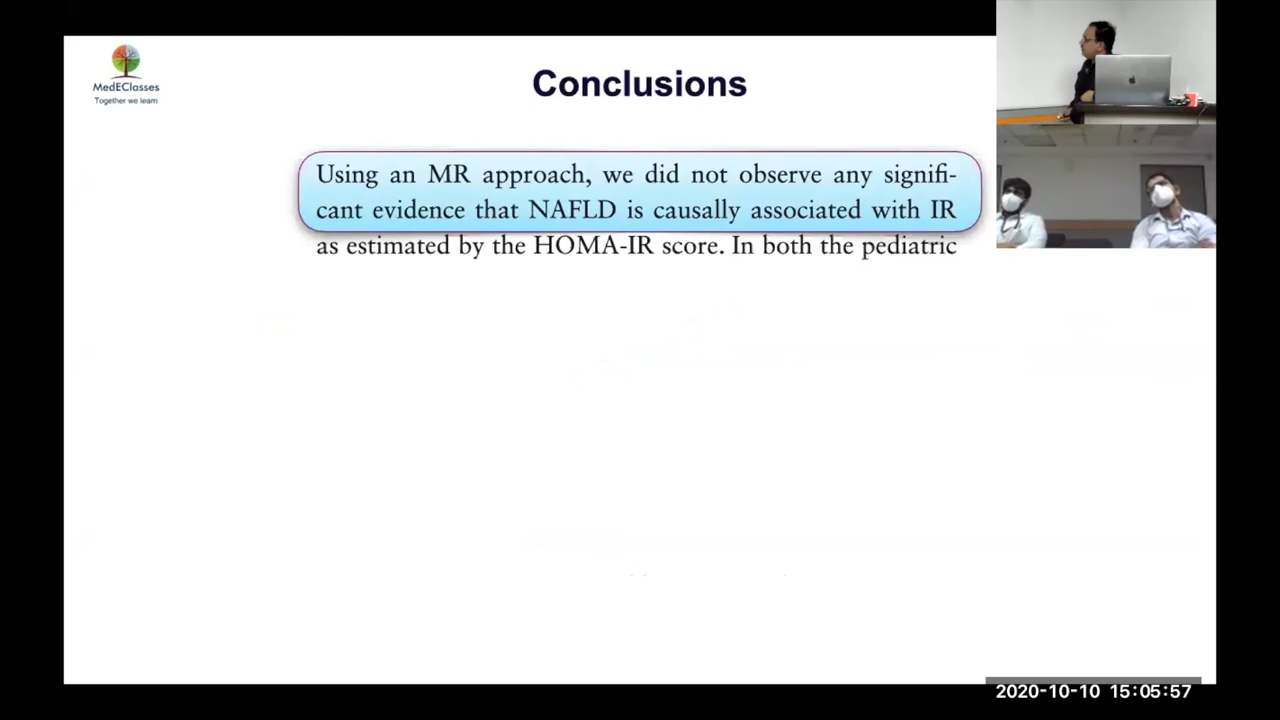 MedEClasses
Together we learn
Conclusions
Using an MR approach, we did not observe any signifi-
cant evidence that NAFLD is causally associated with IR
as estimated by the HOMA-IR score. In both the pediatric
2020-10-10 15:05:57